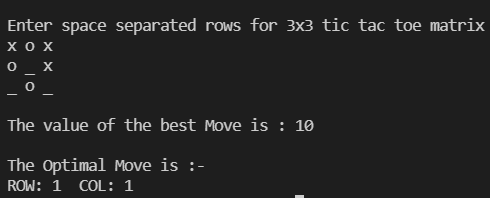 Enter space separated rows for 3x3 tic tac toe matrix
x o x
o _ x
_ o _
The value of the best Move is : 10
The Optimal Move is :-
ROW: 1  COL: 1